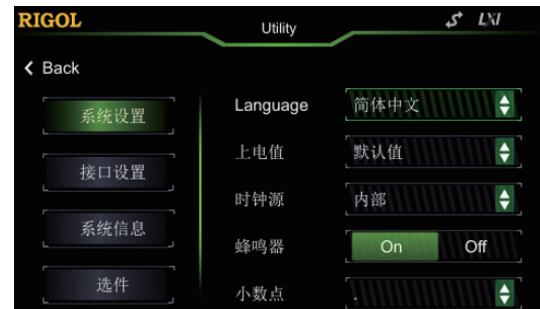 RIGOL
Utility
LXI
Back
系统设置
接口设置
系统信息
选件
Language 简体中文
上电值 默认值
时钟源 内部
蜂鸣器 On Off
小数点 .